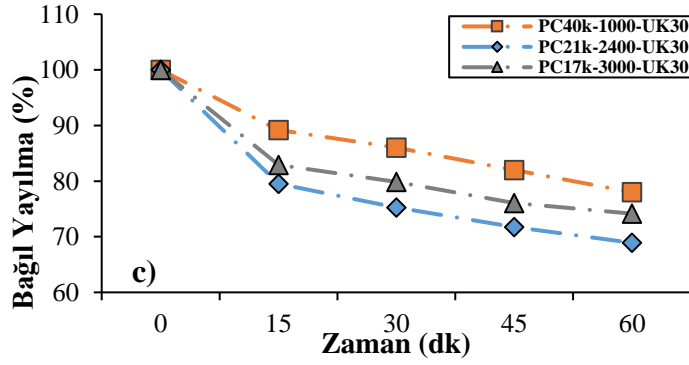 110
100
90
80
70
60
Bağıl Yayılma (%)
PC40k-1000-UK30
PC21k-2400-UK30
PC17k-3000-UK30
c)
0 15 30 45 60
Zaman (dk)